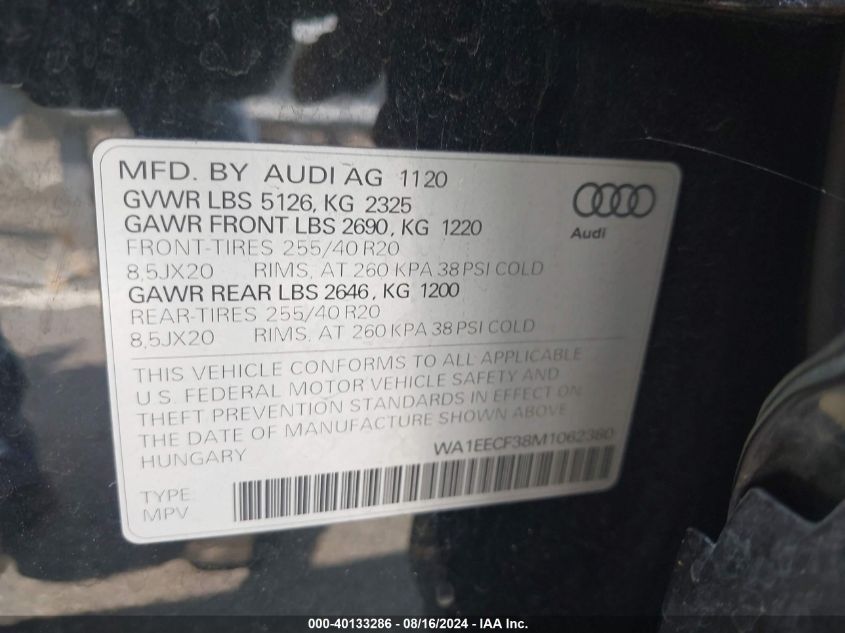 MFD. BY AUDI AG 1120
GVWR LBS 5126, KG 2325
GAWR FRONT LBS 2690, KG 1220
FRONT-TIRES 255/40 R20
8,5JX20 RIMS, AT 260 KPA 38 PSI COLD
GAWR REAR LBS 2646, KG 1200
REAR-TIRES 255/40 R20
8,5JX20 RIMS, AT 260 KPA 38 PSI COLD
Audi
THIS VEHICLE CONFORMS TO ALL APPLICABLE
U.S. FEDERAL MOTOR VEHICLE SAFETY AND
THEFT PREVENTION STANDARDS IN EFFECT ON
THE DATE OF MANUFACTURE SHOWN ABOVE
HUNGARY WA1EECF38M1062380
TYPE
MPV
000-40133286 - 08/16/2024 - IAA Inc.